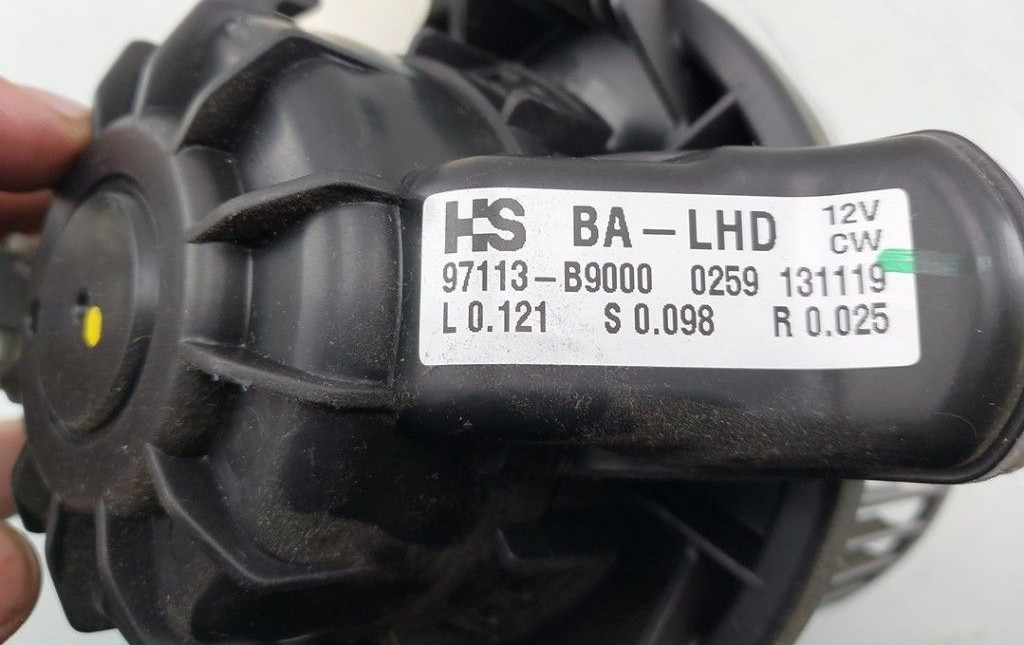 HS BA-LHD 12V
CW
97113-B9000 0259 131119
L 0.121 S 0.098 R 0.025